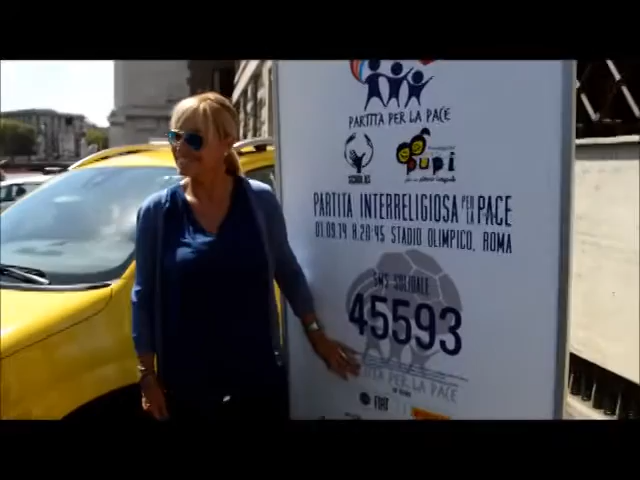 PARTITA PER LA PACE
SCHOLAS
PUPI
PARTITA INTERRELIGIOSA PER LA PACE
01.09.14 H.20:45 STADIO OLIMPICO, ROMA
SMS SOLIDALE
45593
PARTITA PER LA PACE
FIAT